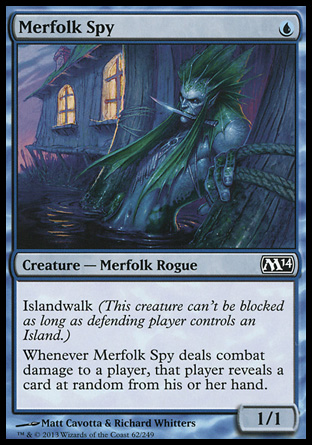 Merfolk Spy
Creature — Merfolk Rogue
M14
Islandwalk (This creature can't be blocked
as long as defending player controls an
Island.)
Whenever Merfolk Spy deals combat
damage to a player, that player reveals a
card at random from his or her hand.
Matt Cavotta & Richard Whitters
™ & © 2013 Wizards of the Coast 62/249
1/1